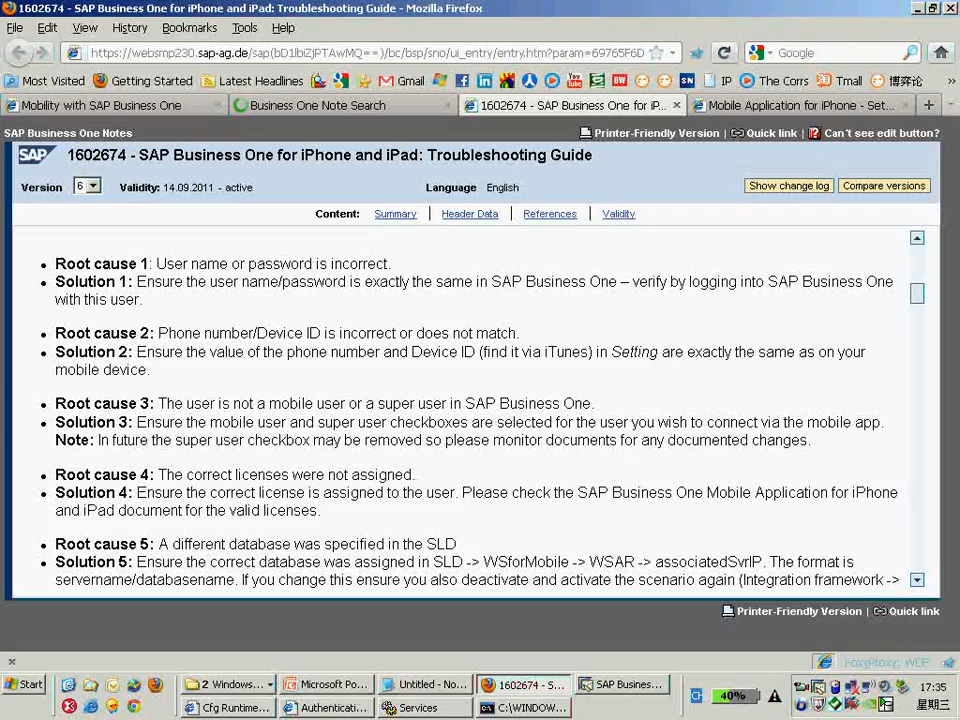 1602674 - SAP Business One for iPhone and iPad: Troubleshooting Guide - Mozilla Firefox
File Edit View History Bookmarks Tools Help
https://websmp230.sap-ag.de/sap(bD1lbiZjPTAwMQ==)/bc/bsp/sno/ui_entry/entry.htm?param=69765F6D
Google
Most Visited Getting Started Latest Headlines Gmail IP The Corrs Tmall 博弈论 »
Mobility with SAP Business One Business One Note Search 1602674 - SAP Business One for iP... Mobile Application for iPhone - Set...
SAP Business One Notes Printer-Friendly Version | Quick link | Can't see edit button?
SAP 1602674 - SAP Business One for iPhone and iPad: Troubleshooting Guide
Version 6 Validity: 14.09.2011 - active Language English Show change log Compare versions
Content: Summary | Header Data | References | Validity
• Root cause 1: User name or password is incorrect.
• Solution 1: Ensure the user name/password is exactly the same in SAP Business One – verify by logging into SAP Business One
with this user.
• Root cause 2: Phone number/Device ID is incorrect or does not match.
• Solution 2: Ensure the value of the phone number and Device ID (find it via iTunes) in Setting are exactly the same as on your
mobile device.
• Root cause 3: The user is not a mobile user or a super user in SAP Business One.
• Solution 3: Ensure the mobile user and super user checkboxes are selected for the user you wish to connect via the mobile app.
Note: In future the super user checkbox may be removed so please monitor documents for any documented changes.
• Root cause 4: The correct licenses were not assigned.
• Solution 4: Ensure the correct license is assigned to the user. Please check the SAP Business One Mobile Application for iPhone
and iPad document for the valid licenses.
• Root cause 5: A different database was specified in the SLD
• Solution 5: Ensure the correct database was assigned in SLD -> WSforMobile -> WSAR -> associatedSvrIP. The format is
servername/databasename. If you change this ensure you also deactivate and activate the scenario again (Integration framework ->
Printer-Friendly Version | Quick link
× FoxyProxy: WDF
Start 2 Windows... Microsoft Po... Untitled - No... 1602674 - S... SAP Busines... 40% 17:35
Cfg Runtime... Authenticati... Services C:\WINDOW... 星期三